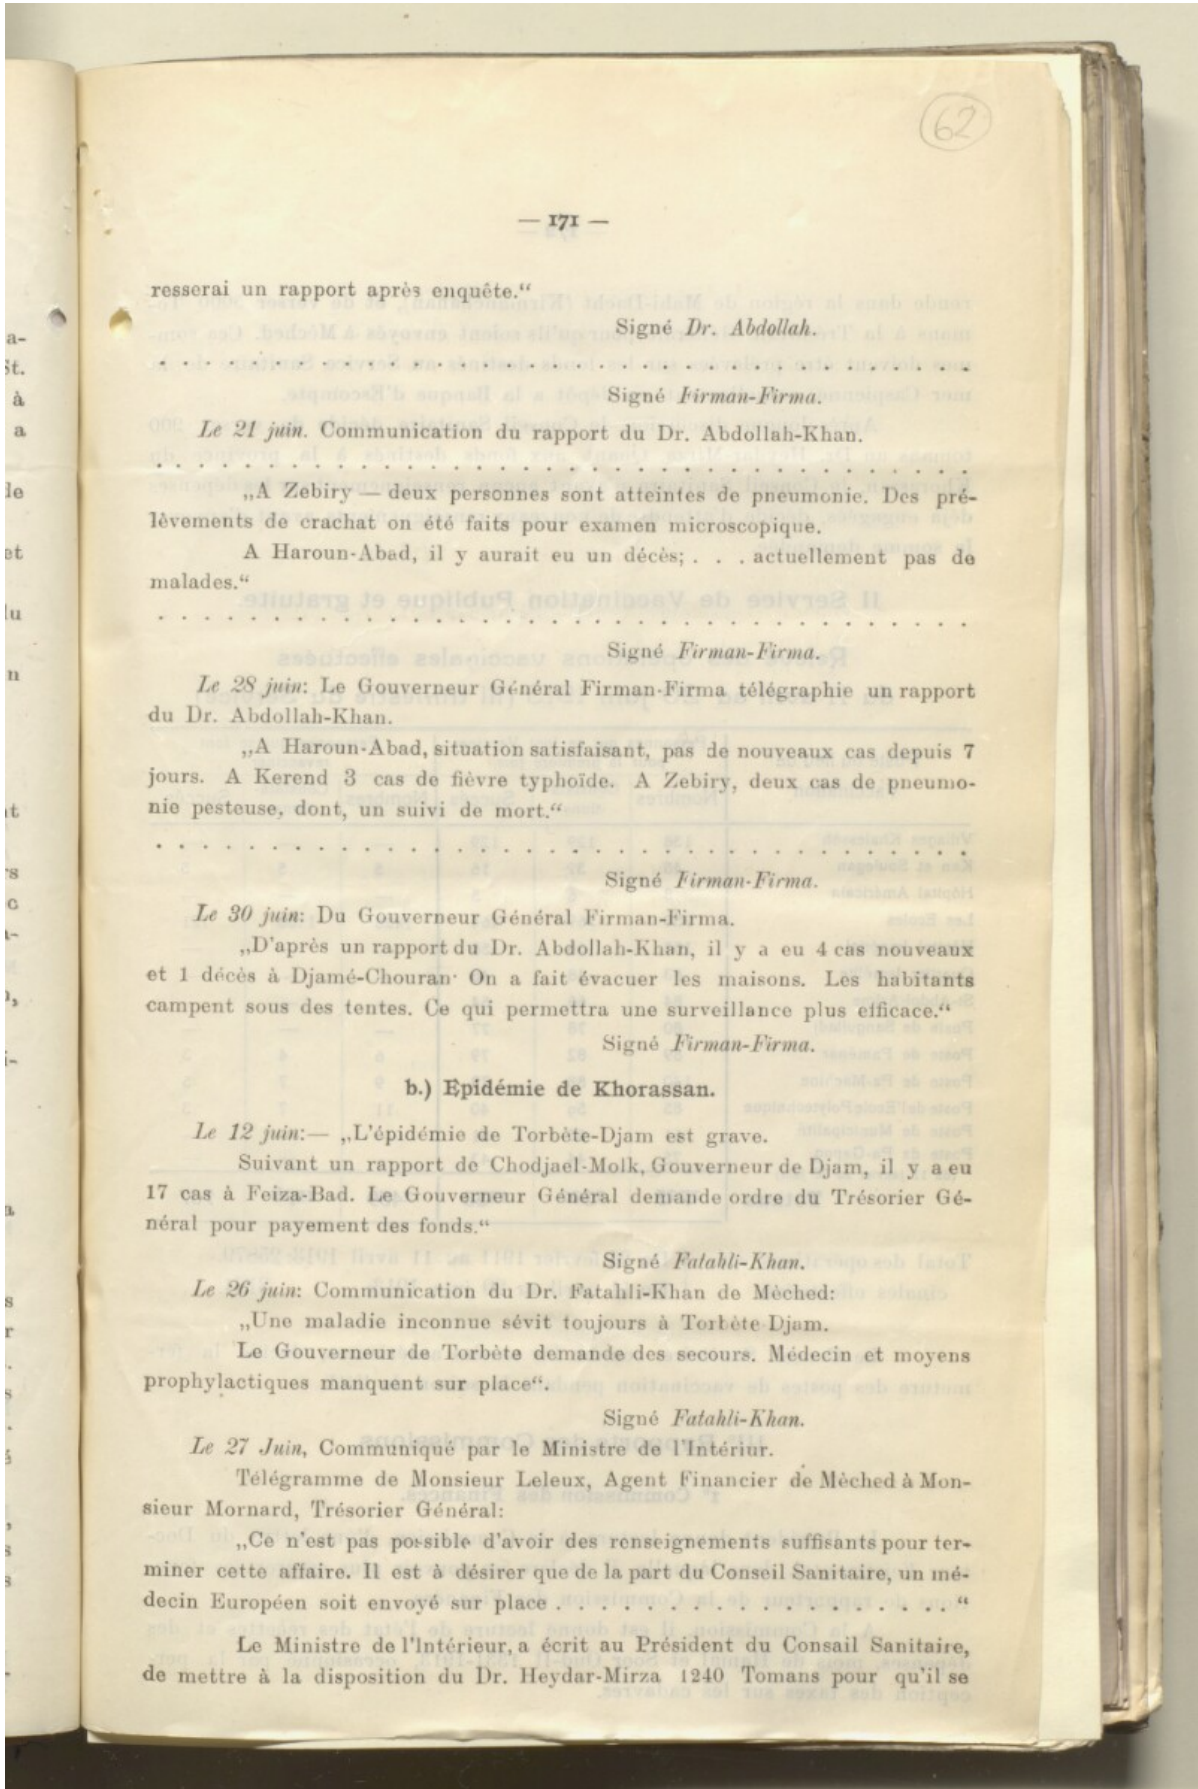 62
— 171 —
resserai un rapport après enquête.“
Signé Dr. Abdollah.
. . . . . . . . . . . . . . . . . . . . . . . . . . . . . . . . . . . .
Signé Firman-Firma.
Le 21 juin. Communication du rapport du Dr. Abdollah-Khan.
. . . . . . . . . . . . . . . . . . . . . . . . . . . . . . . . . . . .
„A Zebiry — deux personnes sont atteintes de pneumonie. Des pré-
lèvements de crachat on été faits pour examen microscopique.
A Haroun-Abad, il y aurait eu un décès; . . . actuellement pas de
malades.“
. . . . . . . . . . . . . . . . . . . . . . . . . . . . . . . . . . . .
Signé Firman-Firma.
Le 28 juin: Le Gouverneur Général Firman-Firma télégraphie un rapport
du Dr. Abdollah-Khan.
„A Haroun-Abad, situation satisfaisant, pas de nouveaux cas depuis 7
jours. A Kerend 3 cas de fièvre typhoïde. A Zebiry, deux cas de pneumo-
nie pesteuse, dont, un suivi de mort.“
. . . . . . . . . . . . . . . . . . . . . . . . . . . . . . . . . . . .
Signé Firman-Firma.
Le 30 juin: Du Gouverneur Général Firman-Firma.
„D'après un rapport du Dr. Abdollah-Khan, il y a eu 4 cas nouveaux
et 1 décès à Djamé-Chouran· On a fait évacuer les maisons. Les habitants
campent sous des tentes. Ce qui permettra une surveillance plus efficace.“
Signé Firman-Firma.
b.) Epidémie de Khorassan.
Le 12 juin:— „L'épidémie de Torbète-Djam est grave.
Suivant un rapport de Chodjael-Molk, Gouverneur de Djam, il y a eu
17 cas à Feiza-Bad. Le Gouverneur Général demande ordre du Trésorier Gé-
néral pour payement des fonds.“
Signé Fatahli-Khan.
Le 26 juin: Communication du Dr. Fatahli-Khan de Mèched:
„Une maladie inconnue sévit toujours à Torbète-Djam.
Le Gouverneur de Torbète demande des secours. Médecin et moyens
prophylactiques manquent sur place“.
Signé Fatahli-Khan.
Le 27 Juin, Communiqué par le Ministre de l'Intériur.
Télégramme de Monsieur Leleux, Agent Financier de Mèched à Mon-
sieur Mornard, Trésorier Général:
„Ce n'est pas possible d'avoir des renseignements suffisants pour ter-
miner cette affaire. Il est à désirer que de la part du Conseil Sanitaire, un mé-
decin Européen soit envoyé sur place . . . . . . . . . . . . . . . . . . “
Le Ministre de l'Intérieur, a écrit au Président du Consail Sanitaire,
de mettre à la disposition du Dr. Heydar-Mirza 1240 Tomans pour qu'il se